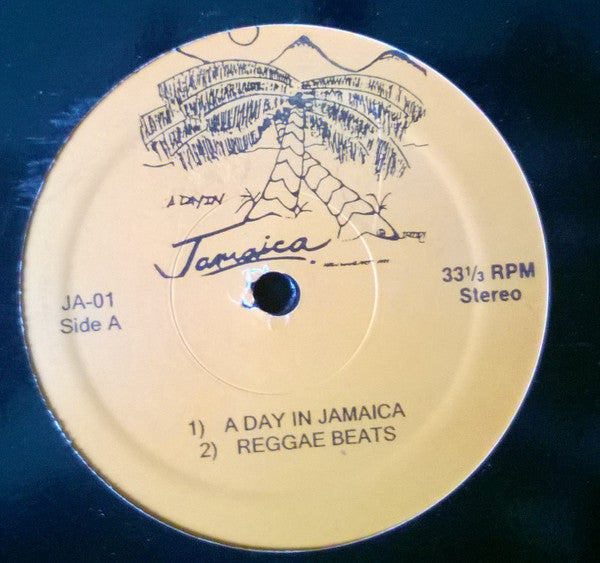 A DAY IN
Jamaica
JA-01
Side A
33⅓ RPM
Stereo
1) A DAY IN JAMAICA
2) REGGAE BEATS